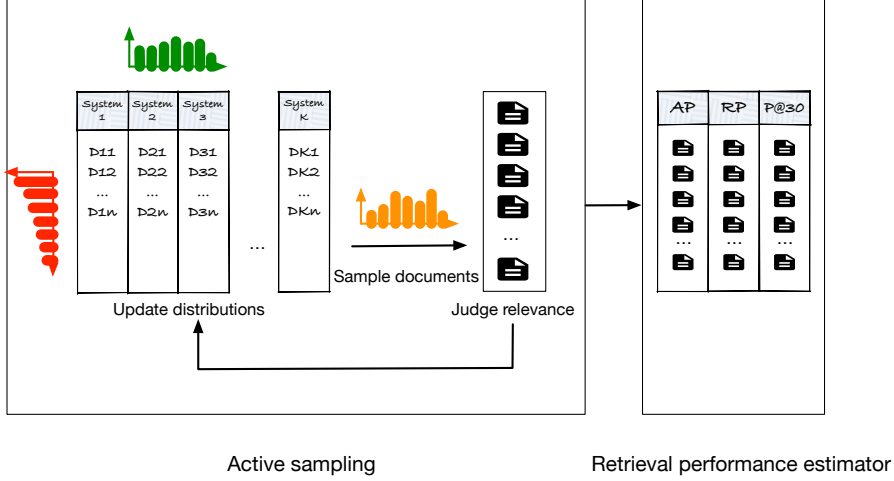 System 1
System 2
System 3
System K
D11 D21 D31 DK1
D12 D22 D32 DK2
... ... ... ...
D1n D2n D3n DKn
...
Sample documents
...
Update distributions
Judge relevance
AP RP P@30
... ... ...
Active sampling
Retrieval performance estimator